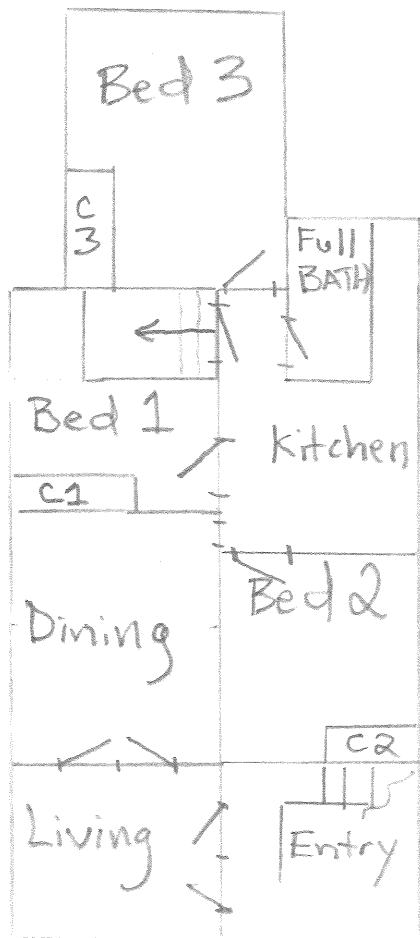 Bed 3
C
3
Full
BATH
Bed 1
Kitchen
C1
Bed 2
Dining
C2
Living
Entry